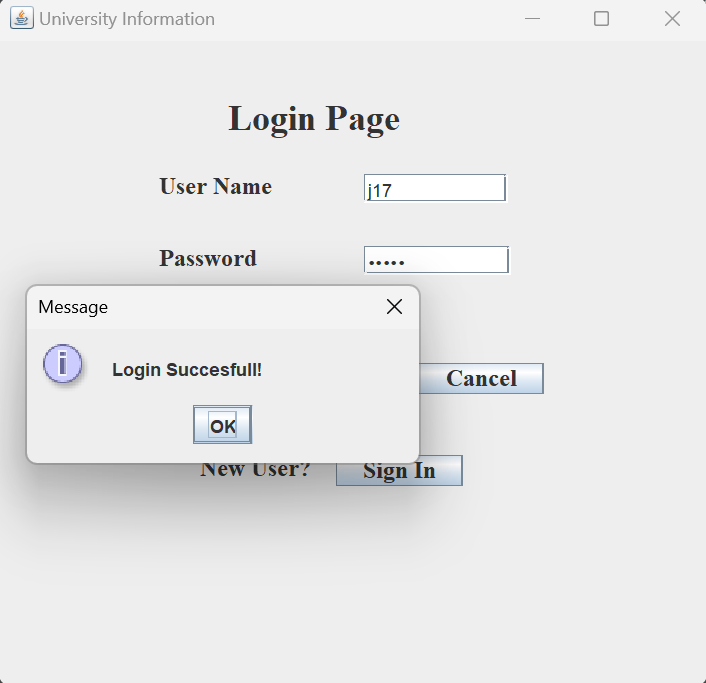 University Information
Login Page
User Name
j17
Password
•••••
Message
Login Succesfull!
Cancel
OK
New User?
Sign In